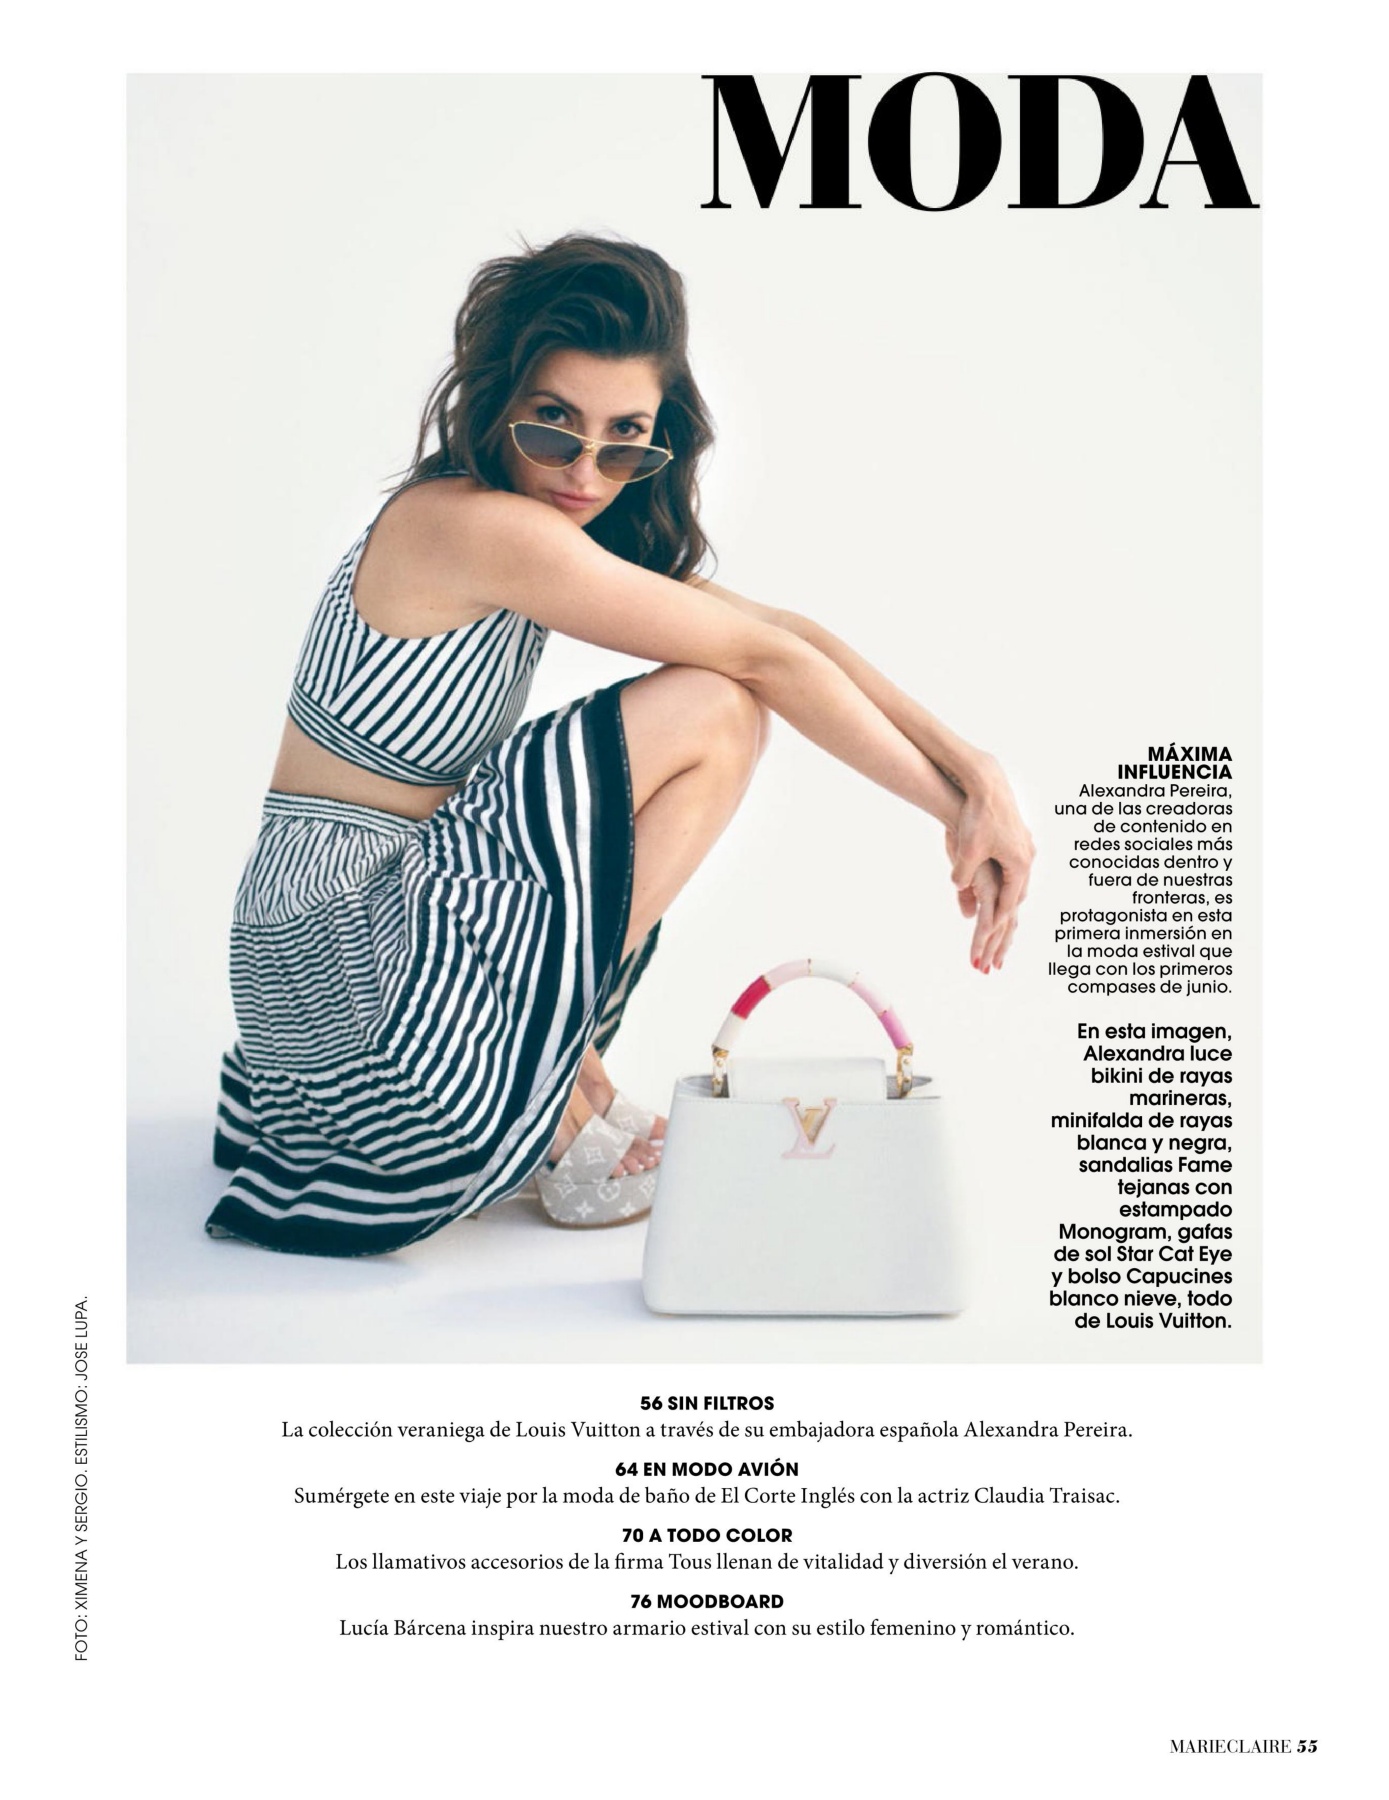 MODA
MÁXIMA
INFLUENCIA
Alexandra Pereira,
una de las creadoras
de contenido en
redes sociales más
conocidas dentro y
fuera de nuestras
fronteras, es
protagonista en esta
primera inmersión en
la moda estival que
llega con los primeros
compases de junio.
En esta imagen,
Alexandra luce
bikini de rayas
marineras,
minifalda de rayas
blanca y negra,
sandalias Fame
tejanas con
estampado
Monogram, gafas
de sol Star Cat Eye
y bolso Capucines
blanco nieve, todo
de Louis Vuitton.
LV
FOTO: XIMENA Y SERGIO. ESTILISMO: JOSE LUPA.
56 SIN FILTROS
La colección veraniega de Louis Vuitton a través de su embajadora española Alexandra Pereira.
64 EN MODO AVIÓN
Sumérgete en este viaje por la moda de baño de El Corte Inglés con la actriz Claudia Traisac.
70 A TODO COLOR
Los llamativos accesorios de la firma Tous llenan de vitalidad y diversión el verano.
76 MOODBOARD
Lucía Bárcena inspira nuestro armario estival con su estilo femenino y romántico.
MARIECLAIRE 55